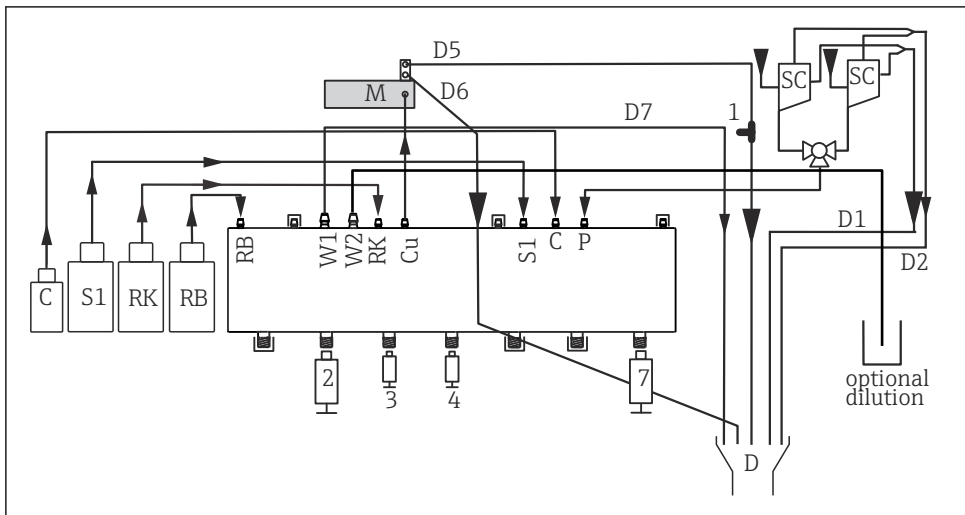 D5
SC
SC
M
D6
1
D7
RB
W1
W2
RK
Cu
S1
C
P
D1
D2
C
S1
RK
RB
2
3
4
7
optional
dilution
D